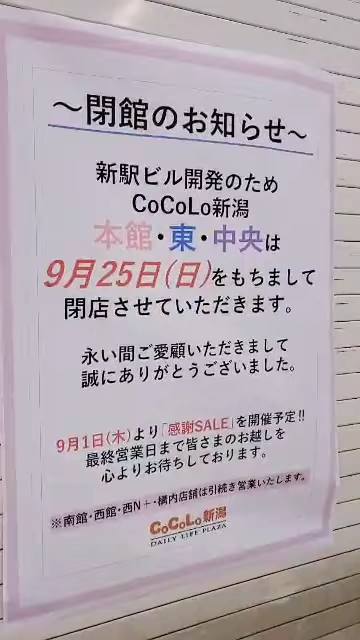 ～閉館のお知らせ～
新駅ビル開発のため
CoCoLo新潟
本館・東・中央は
9月25日(日)をもちまして
閉店させていただきます。
永い間ご愛顧いただきまして
誠にありがとうございました。
9月1日(木)より「感謝SALE」を開催予定!!
最終営業日まで皆さまのお越しを
心よりお待ちしております。
※南館・西館・西N+・構内店舗は引続き営業いたします。
CoCoLo新潟
DAILY LIFE PLAZA